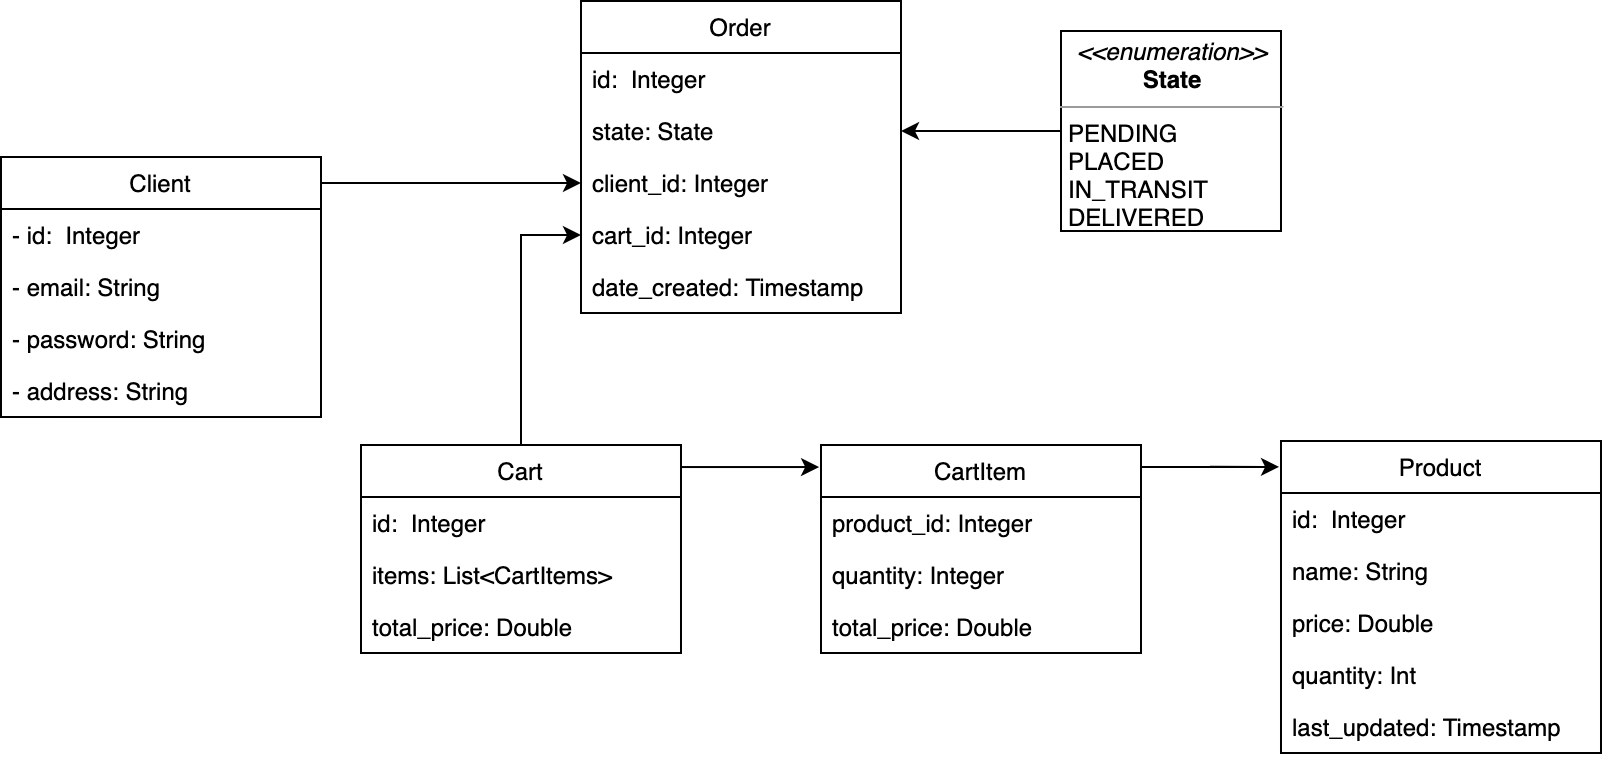 Order
id:  Integer
state: State
client_id: Integer
cart_id: Integer
date_created: Timestamp
<<enumeration>>
State
PENDING
PLACED
IN_TRANSIT
DELIVERED
Client
- id:  Integer
- email: String
- password: String
- address: String
Cart
id:  Integer
items: List<CartItems>
total_price: Double
CartItem
product_id: Integer
quantity: Integer
total_price: Double
Product
id:  Integer
name: String
price: Double
quantity: Int
last_updated: Timestamp